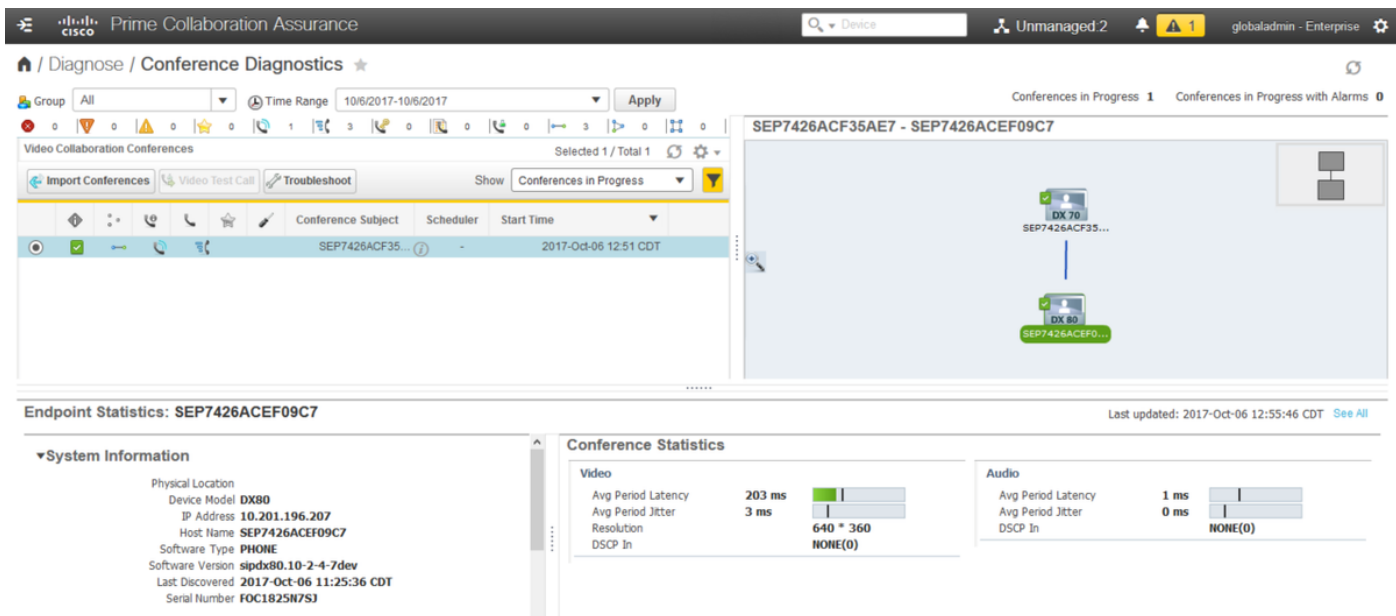 cisco Prime Collaboration Assurance
Device
Unmanaged:2
1
globaladmin - Enterprise
/ Diagnose / Conference Diagnostics
Group All
Time Range 10/6/2017-10/6/2017
Apply
Conferences in Progress 1
Conferences in Progress with Alarms 0
0 0 0 0 1 3 0 0 0 3 0 0
Video Collaboration Conferences
Selected 1 / Total 1
Import Conferences
Video Test Call
Troubleshoot
Show Conferences in Progress
Conference Subject Scheduler Start Time
SEP7426ACF35... - 2017-Oct-06 12:51 CDT
SEP7426ACF35AE7 - SEP7426ACEF09C7
DX 70
SEP7426ACF35...
DX 80
SEP7426ACEF0...
Endpoint Statistics: SEP7426ACEF09C7
Last updated: 2017-Oct-06 12:55:46 CDT See All
System Information
Physical Location
Device Model DX80
IP Address 10.201.196.207
Host Name SEP7426ACEF09C7
Software Type PHONE
Software Version sipdx80.10-2-4-7dev
Last Discovered 2017-Oct-06 11:25:36 CDT
Serial Number FOC1825N7SJ
Conference Statistics
Video
Avg Period Latency 203 ms
Avg Period Jitter 3 ms
Resolution 640 * 360
DSCP In NONE(0)
Audio
Avg Period Latency 1 ms
Avg Period Jitter 0 ms
DSCP In NONE(0)